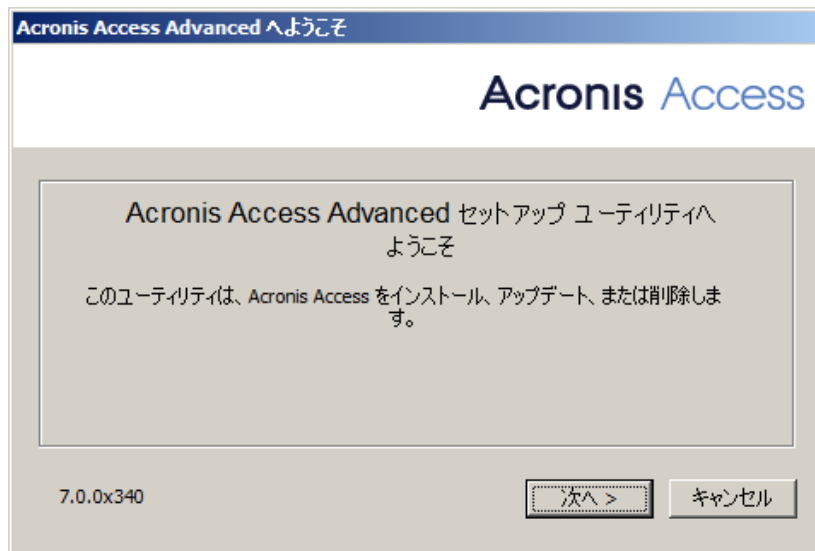 Acronis Access Advanced へようこそ
Acronis Access
Acronis Access Advanced セットアップ ユーティリティへ
ようこそ
このユーティリティは、Acronis Access をインストール、アップデート、または削除しま
す。
7.0.0x340
次へ >
キャンセル